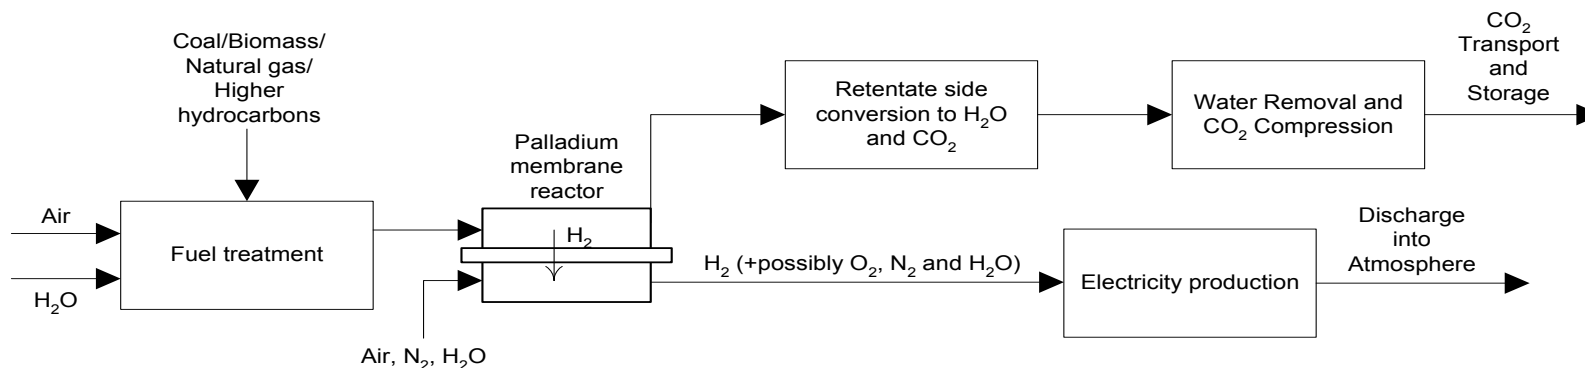 Coal/Biomass/
Natural gas/
Higher
hydrocarbons
Air
H₂O
Fuel treatment
Palladium
membrane
reactor
H₂
Air, N₂, H₂O
Retentate side
conversion to H₂O
and CO₂
Water Removal and
CO₂ Compression
CO₂
Transport
and
Storage
H₂ (+possibly O₂, N₂ and H₂O)
Electricity production
Discharge
into
Atmosphere